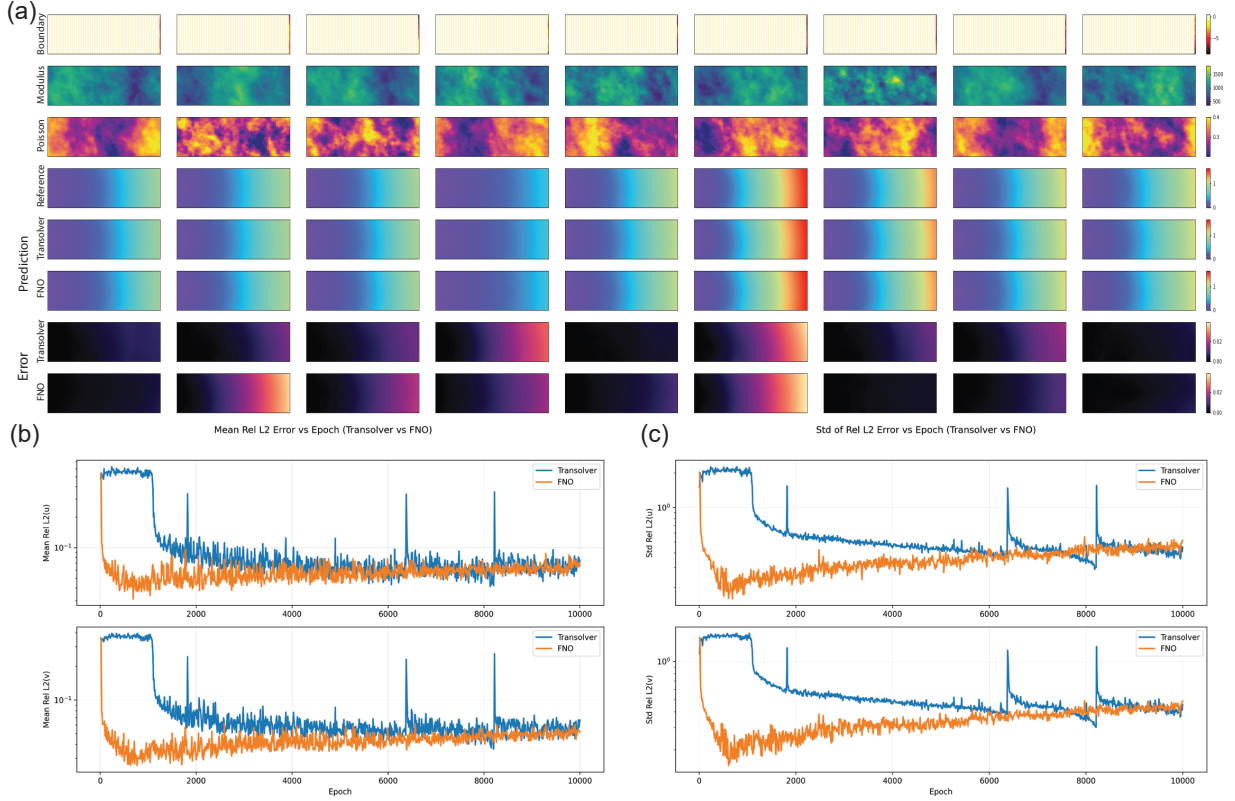 (a)
Boundary
0
−5
Modulus
1500
1000
500
Poisson
0.4
0.3
Reference
1
0
Prediction
Transolver
1
0
FNO
1
0
Error
Transolver
0.02
0.00
FNO
0.02
0.00
Mean Rel L2 Error vs Epoch (Transolver vs FNO)
Std of Rel L2 Error vs Epoch (Transolver vs FNO)
(b)
(c)
Mean Rel L2(u)
10⁻¹
Transolver
FNO
0 2000 4000 6000 8000 10000
Std Rel L2(u)
10⁰
Transolver
FNO
0 2000 4000 6000 8000 10000
Mean Rel L2(v)
10⁻¹
Transolver
FNO
0 2000 4000 6000 8000 10000
Epoch
Std Rel L2(v)
10⁰
Transolver
FNO
0 2000 4000 6000 8000 10000
Epoch